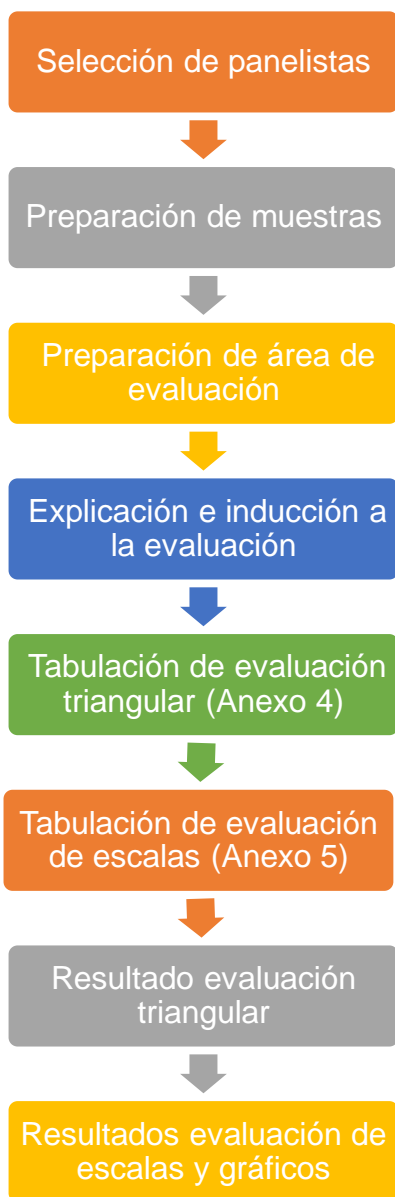 Selección de panelistas
Preparación de muestras
Preparación de área de
evaluación
Explicación e inducción a
la evaluación
Tabulación de evaluación
triangular (Anexo 4)
Tabulación de evaluación
de escalas (Anexo 5)
Resultado evaluación
triangular
Resultados evaluación de
escalas y gráficos